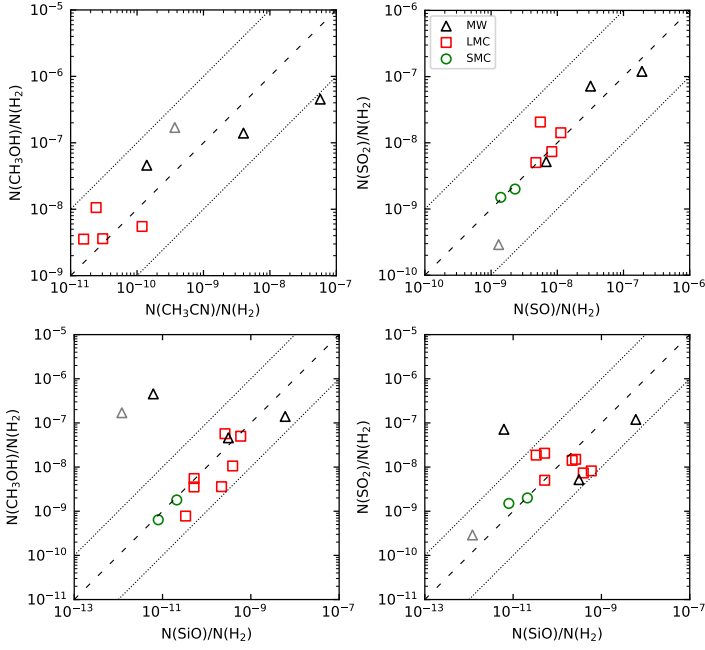 10⁻⁵
10⁻⁶
10⁻⁷
10⁻⁸
10⁻⁹
N(CH₃OH)/N(H₂)
10⁻¹¹ 10⁻¹⁰ 10⁻⁹ 10⁻⁸ 10⁻⁷
N(CH₃CN)/N(H₂)
10⁻⁶
10⁻⁷
10⁻⁸
10⁻⁹
10⁻¹⁰
N(SO₂)/N(H₂)
MW
LMC
SMC
10⁻¹⁰ 10⁻⁹ 10⁻⁸ 10⁻⁷ 10⁻⁶
N(SO)/N(H₂)
10⁻⁵
10⁻⁶
10⁻⁷
10⁻⁸
10⁻⁹
10⁻¹⁰
10⁻¹¹
N(CH₃OH)/N(H₂)
10⁻¹³ 10⁻¹¹ 10⁻⁹ 10⁻⁷
N(SiO)/N(H₂)
10⁻⁵
10⁻⁶
10⁻⁷
10⁻⁸
10⁻⁹
10⁻¹⁰
10⁻¹¹
N(SO₂)/N(H₂)
10⁻¹³ 10⁻¹¹ 10⁻⁹ 10⁻⁷
N(SiO)/N(H₂)